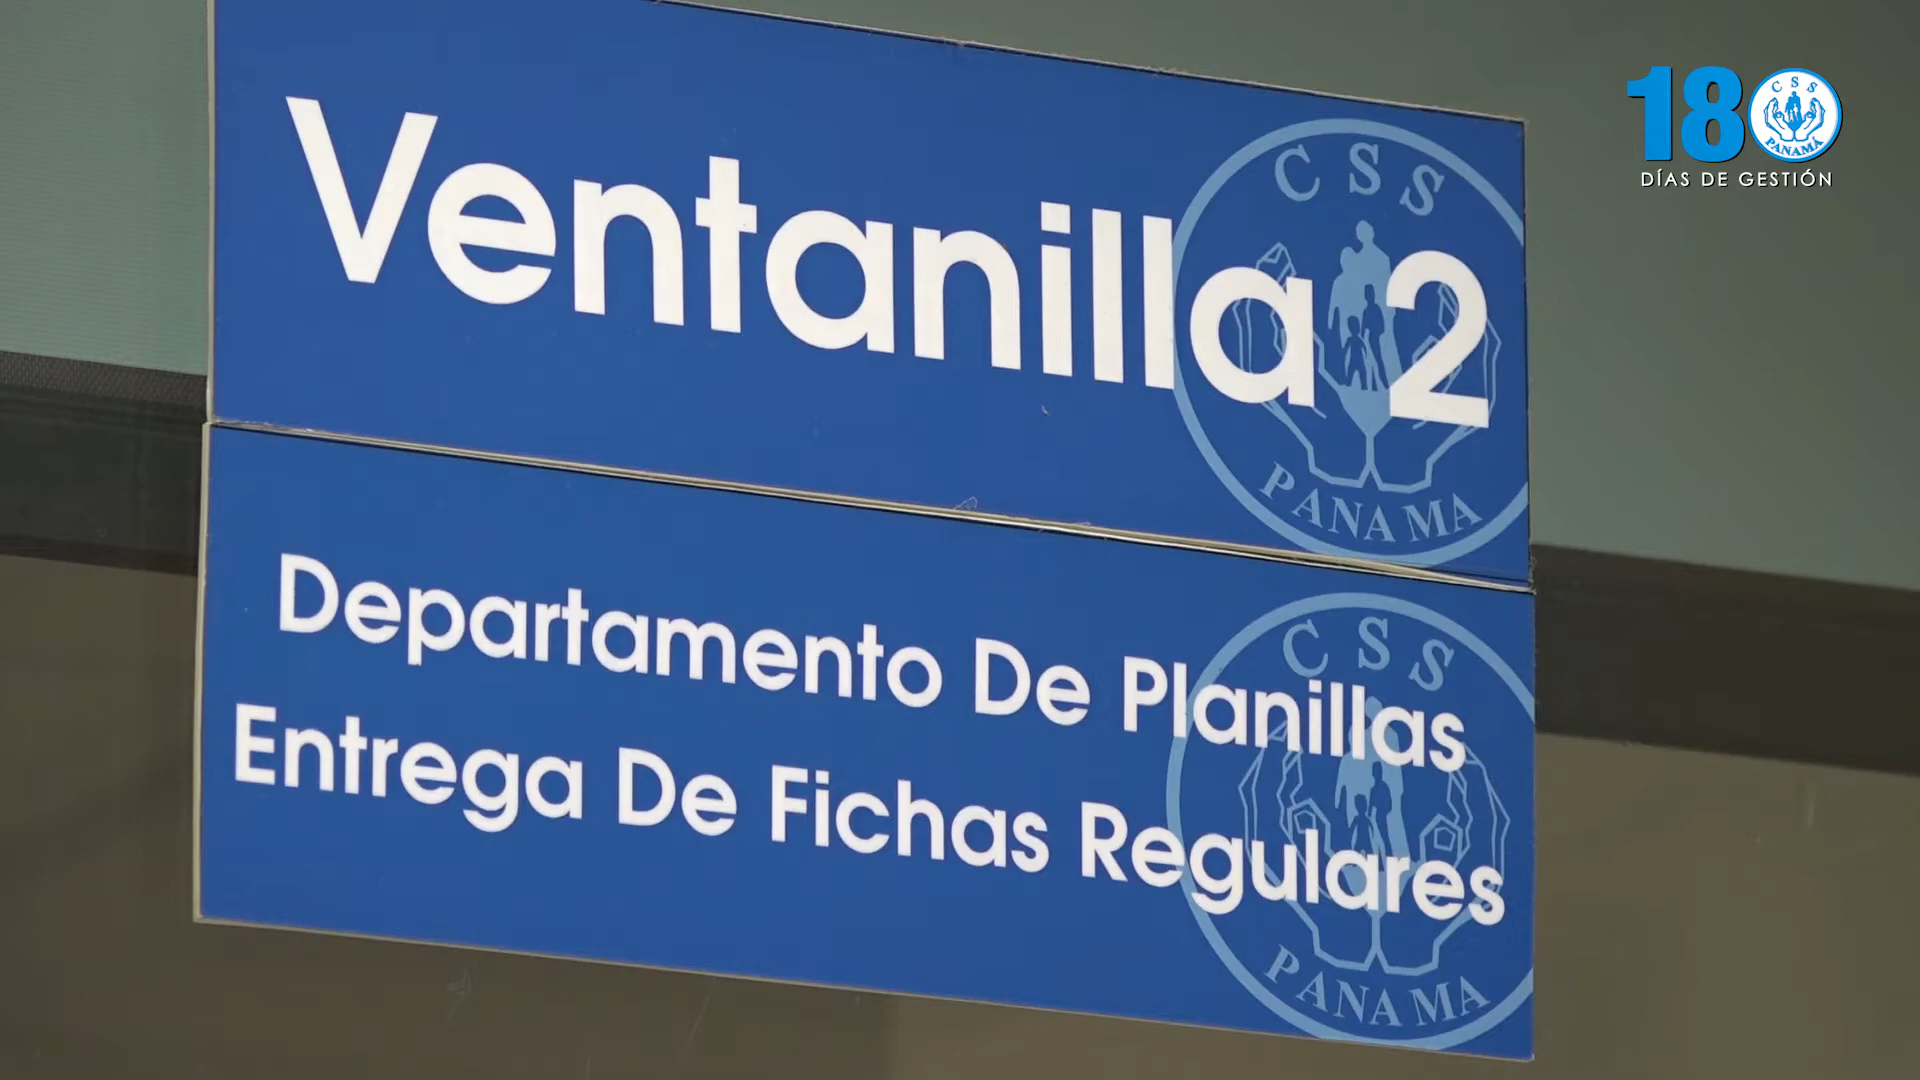 Ventanilla 2
CSS
PANAMA
Departamento De Planillas
Entrega De Fichas Regulares
CSS
PANAMA
180
CSS
PANAMÁ
DÍAS DE GESTIÓN